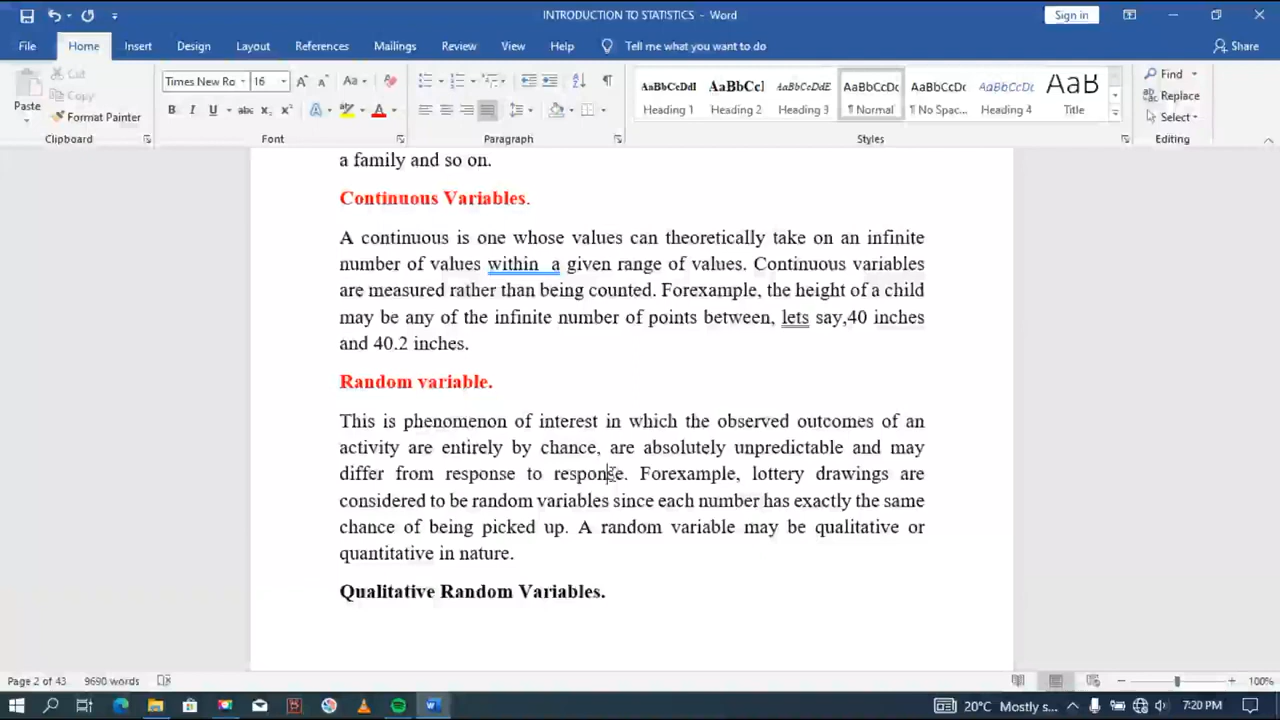 INTRODUCTION TO STATISTICS - Word
Sign in
File Home Insert Design Layout References Mailings Review View Help Tell me what you want to do Share
Paste
Cut
Copy
Format Painter
Clipboard
Times New Ro 16
Aa
B I U abc x₂ x² A A
Font
Paragraph
AaBbCcDdI AaBbCcI AaBbCcDdE AaBbCcDc AaBbCcDc AaBbCcDc AaB
Heading 1 Heading 2 Heading 3 ¶ Normal ¶ No Spac... Heading 4 Title
Styles
Find
Replace
Select
Editing
a family and so on.
Continuous Variables.
A continuous is one whose values can theoretically take on an infinite
number of values within a given range of values. Continuous variables
are measured rather than being counted. Forexample, the height of a child
may be any of the infinite number of points between, lets say,40 inches
and 40.2 inches.
Random variable.
This is phenomenon of interest in which the observed outcomes of an
activity are entirely by chance, are absolutely unpredictable and may
differ from response to response. Forexample, lottery drawings are
considered to be random variables since each number has exactly the same
chance of being picked up. A random variable may be qualitative or
quantitative in nature.
Qualitative Random Variables.
Page 2 of 43 9690 words 100%
20°C Mostly s... 7:20 PM